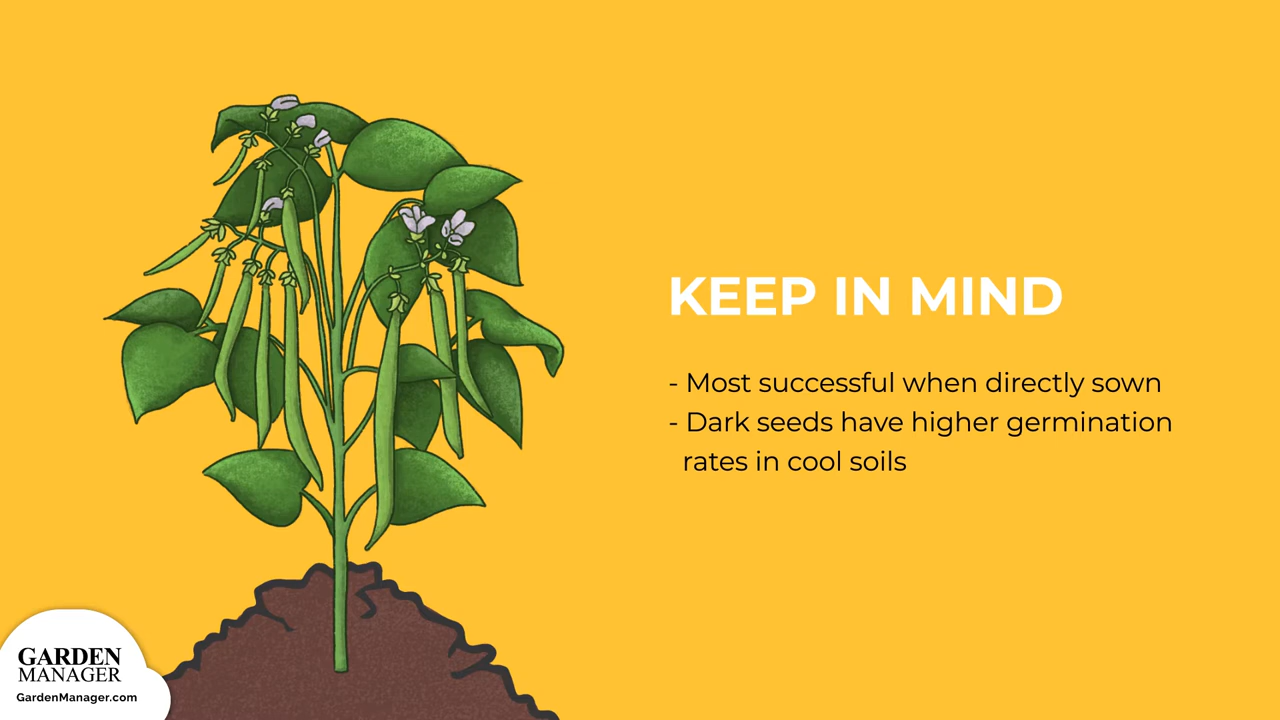 KEEP IN MIND
- Most successful when directly sown
- Dark seeds have higher germination
rates in cool soils
GARDEN
MANAGER
GardenManager.com